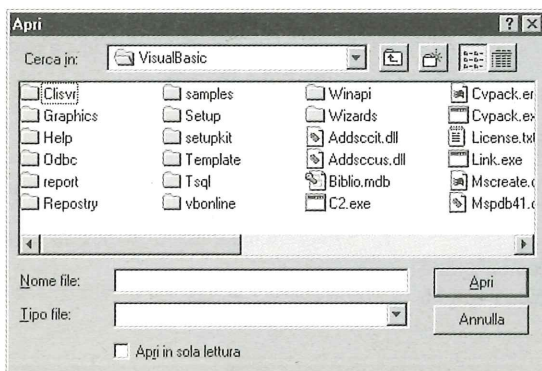 Apri
Cerca in: VisualBasic
Clisvr samples Winapi Cvpack.er
Graphics Setup Wizards Cvpack.ex
Help setupkit Addsccit.dll License.txt
Odbc Template Addsccus.dll Link.exe
report Tsql Biblio.mdb Mscreate.d
Repostry vbonline C2.exe Mspdb41.d
Nome file: Apri
Tipo file: Annulla
Apri in sola lettura